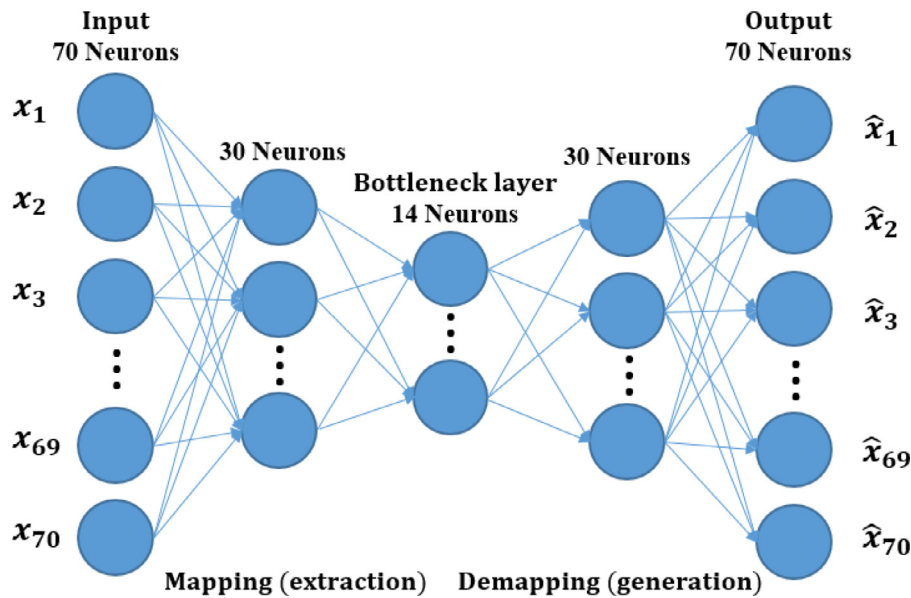 Input
70 Neurons
x₁
x₂
x₃
x₆₉
x₇₀
30 Neurons
Bottleneck layer
14 Neurons
30 Neurons
Output
70 Neurons
x̂₁
x̂₂
x̂₃
x̂₆₉
x̂₇₀
Mapping (extraction)
Demapping (generation)